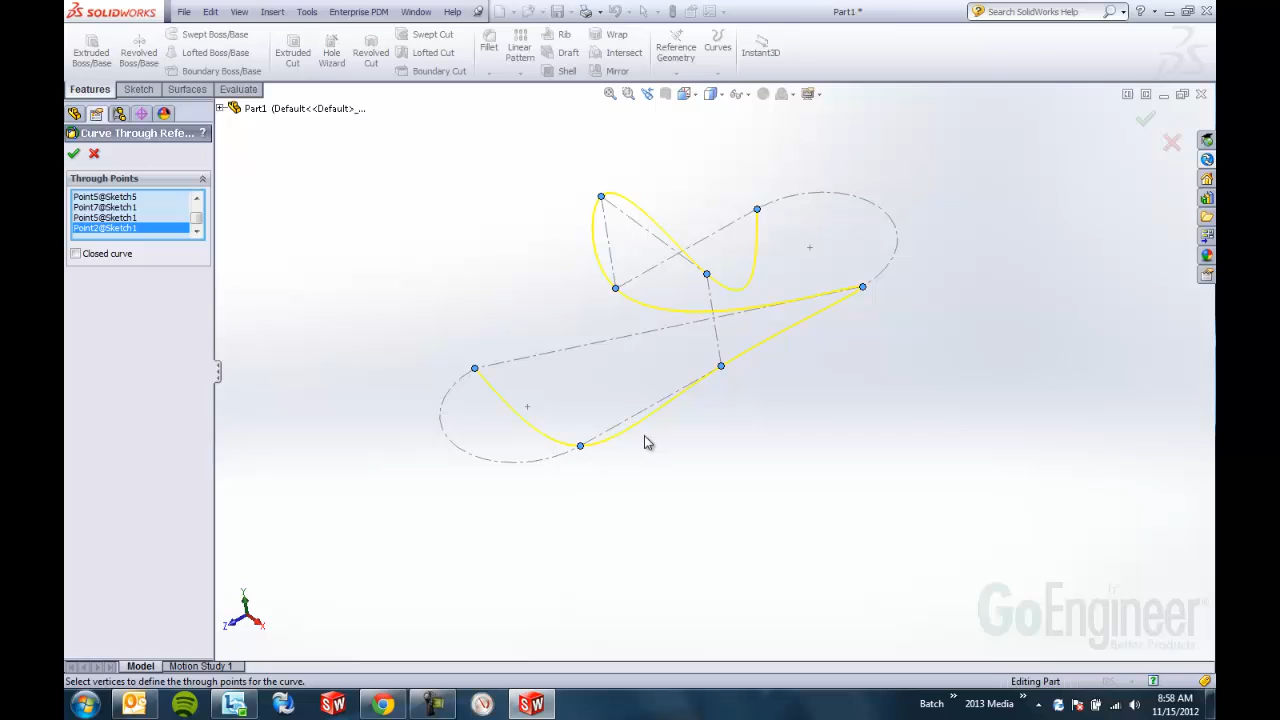 SOLIDWORKS File Edit View Insert Tools Enterprise PDM Window Help Part1 * Search SolidWorks Help
Extruded Boss/Base
Revolved Boss/Base
Swept Boss/Base
Lofted Boss/Base
Boundary Boss/Base
Extruded Cut
Hole Wizard
Revolved Cut
Swept Cut
Lofted Cut
Boundary Cut
Fillet
Linear Pattern
Rib
Draft
Shell
Wrap
Intersect
Mirror
Reference Geometry
Curves
Instant3D
Features Sketch Surfaces Evaluate
Part1 (Default<<Default>_...
Curve Through Refe... ?
Through Points
Point5@Sketch5
Point7@Sketch1
Point5@Sketch1
Point2@Sketch1
Closed curve
GoEngineer
Better Products
Y
Z
X
Model Motion Study 1
Select vertices to define the through points for the curve. Editing Part
Batch 2013 Media
8:58 AM
11/15/2012